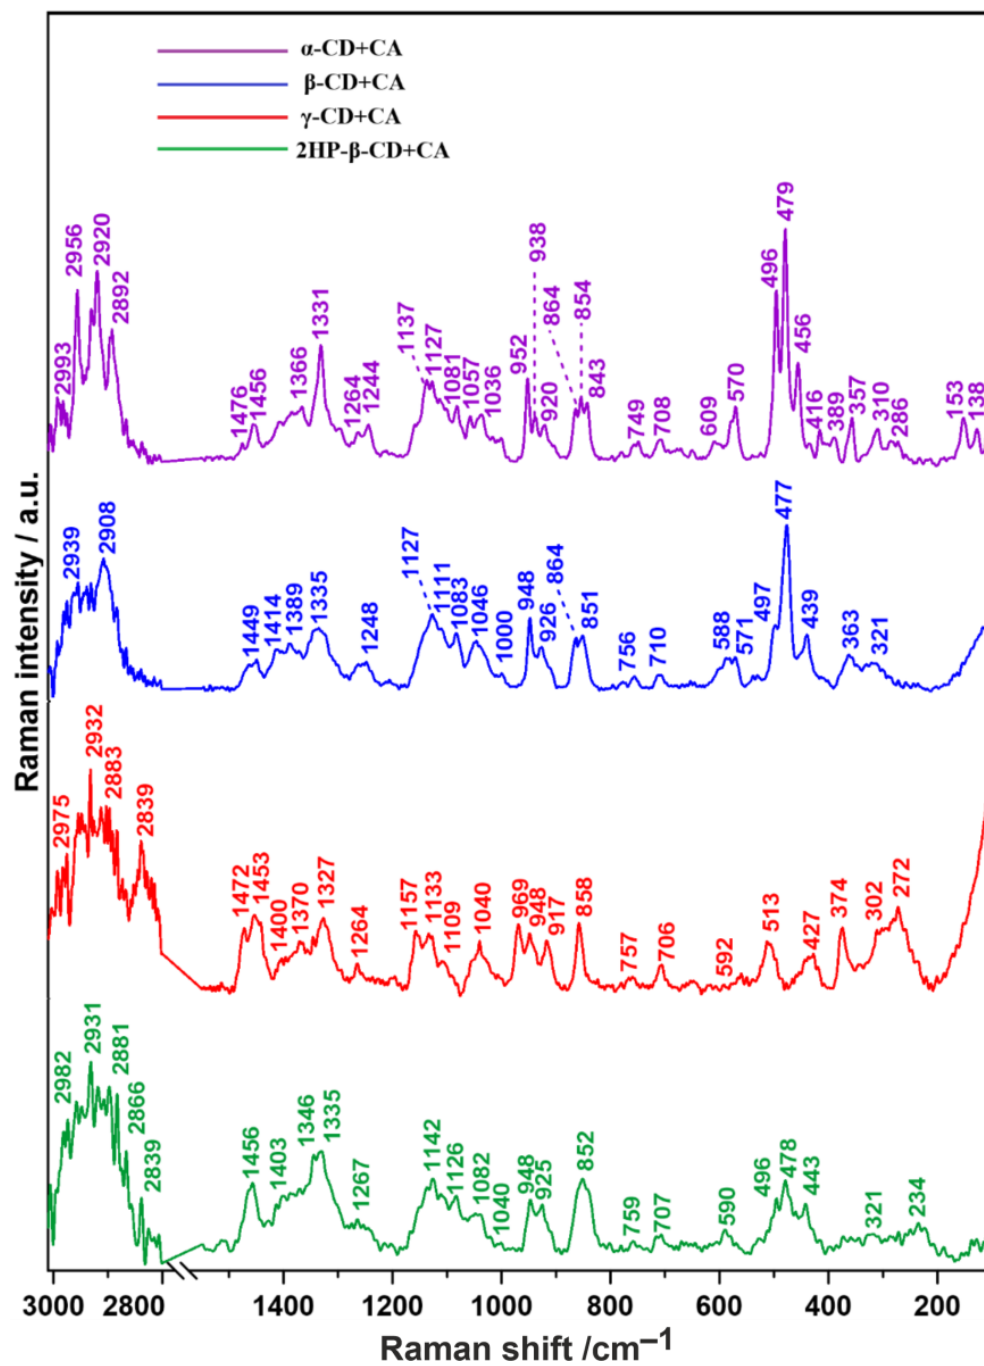 α-CD+CA
β-CD+CA
γ-CD+CA
2HP-β-CD+CA
Raman intensity / a.u.
2993 2956 2920 2892 1476 1456 1366 1331 1264 1244 1137 1127 1081 1057 1036 952 938 920 864 854 843 749 708 609 570 496 479 456 416 389 357 310 286 153 138
2939 2908 1449 1414 1389 1335 1248 1127 1111 1083 1046 1000 948 926 864 851 756 710 588 571 497 477 439 363 321
2975 2932 2883 2839 1472 1453 1400 1370 1327 1264 1157 1133 1109 1040 969 948 917 858 757 706 592 513 427 374 302 272
2982 2931 2881 2866 2839 1456 1403 1346 1335 1267 1142 1126 1082 1040 948 925 852 759 707 590 496 478 443 321 234
3000 2800 1400 1200 1000 800 600 400 200
Raman shift /cm⁻¹